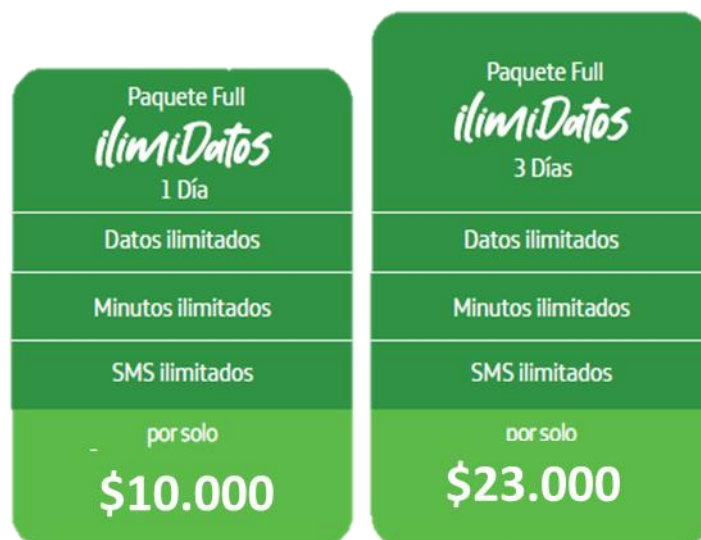 Paquete Full
ilimiDatos
1 Día
Datos ilimitados
Minutos ilimitados
SMS ilimitados
por solo
$10.000
Paquete Full
ilimiDatos
3 Días
Datos ilimitados
Minutos ilimitados
SMS ilimitados
por solo
$23.000